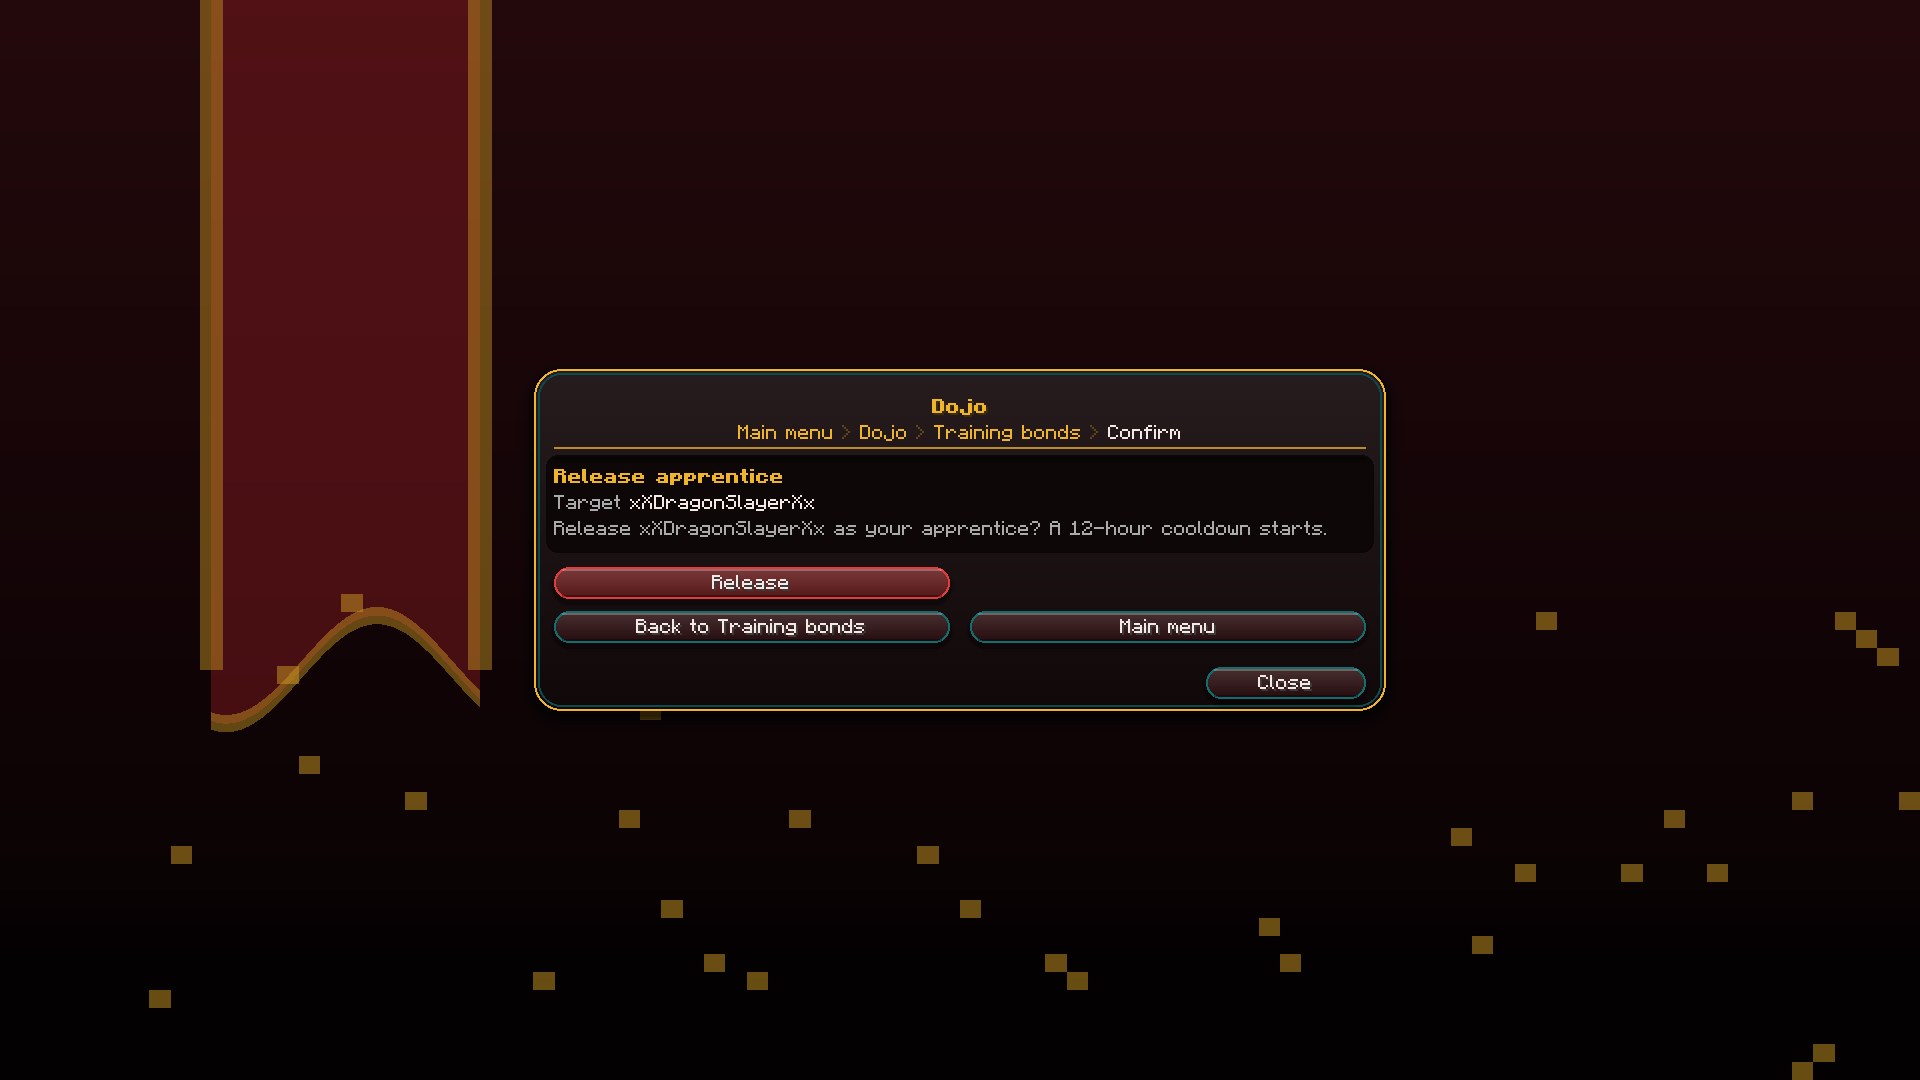 Dojo
Main menu > Dojo > Training bonds > Confirm
Release apprentice
Target xXDragonSlayerXx
Release xXDragonSlayerXx as your apprentice? A 12-hour cooldown starts.
Release
Back to Training bonds
Main menu
Close